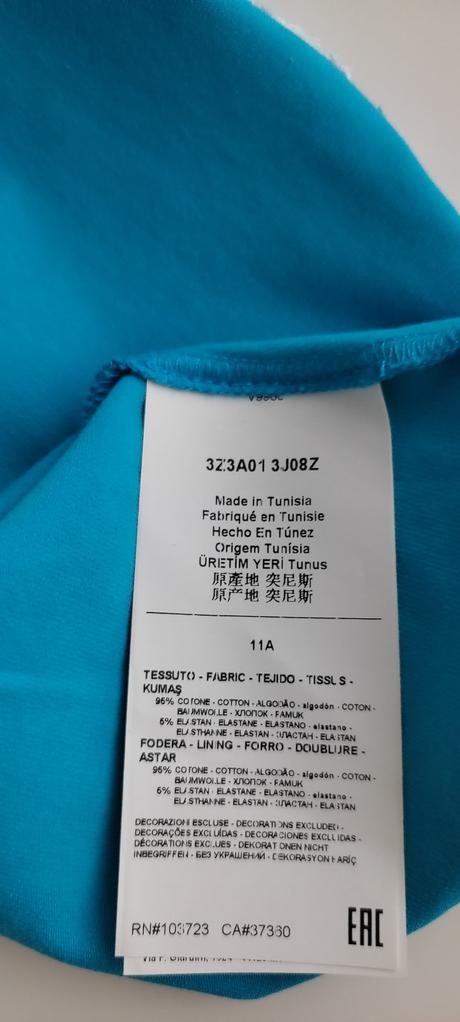 3Z3A01 3J08Z
Made in Tunisia
Fabriqué en Tunisie
Hecho En Túnez
Origem Tunísia
ÜRETİM YERİ Tunus
原產地 突尼斯
原产地 突尼斯
11A
TESSUTO - FABRIC - TEJIDO - TISSUS -
KUMAŞ
95% COTONE - COTTON - ALGODÃO - algodón - COTON -
BAUMWOLLE - ХЛОПОК - PAMUK
5% ELASTAN - ELASTANE - ELASTANO - elastano -
ELASTHANNE - ELASTAN - ЭЛАСТАН - ELASTAN
FODERA - LINING - FORRO - DOUBLURE -
ASTAR
95% COTONE - COTTON - ALGODÃO - algodón - COTON -
BAUMWOLLE - ХЛОПОК - PAMUK
5% ELASTAN - ELASTANE - ELASTANO - elastano -
ELASTHANNE - ELASTAN - ЭЛАСТАН - ELASTAN
DECORAZIONI ESCLUSE - DECORATIONS EXCLUDED -
DECORAÇÕES EXCLUÍDAS - DECORACIONES EXCLUIDAS -
DÉCORATIONS EXCLUES - DEKORATIONEN NICHT
INBEGRIFFEN - БЕЗ УКРАШЕНИЙ - DEKORASYON HARİÇ
RN#103723 CA#37360
EAC